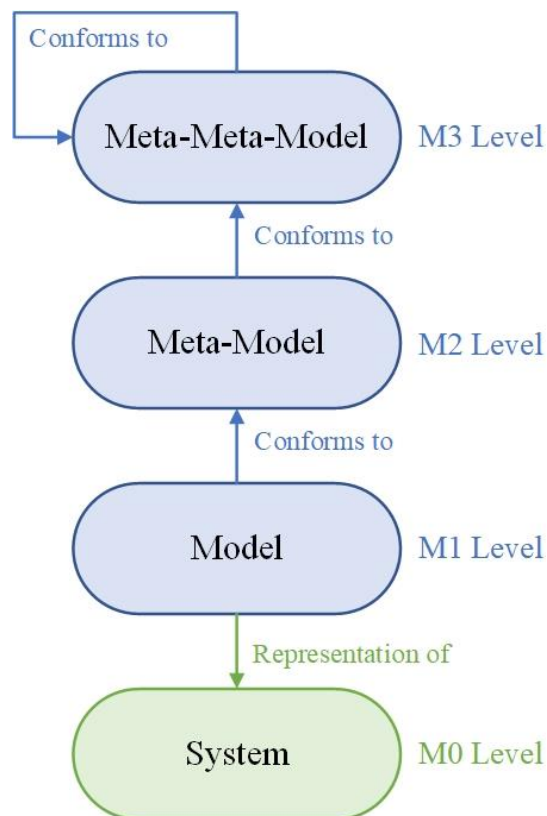 Conforms to
Meta-Meta-Model
M3 Level
Conforms to
Meta-Model
M2 Level
Conforms to
Model
M1 Level
Representation of
System
M0 Level